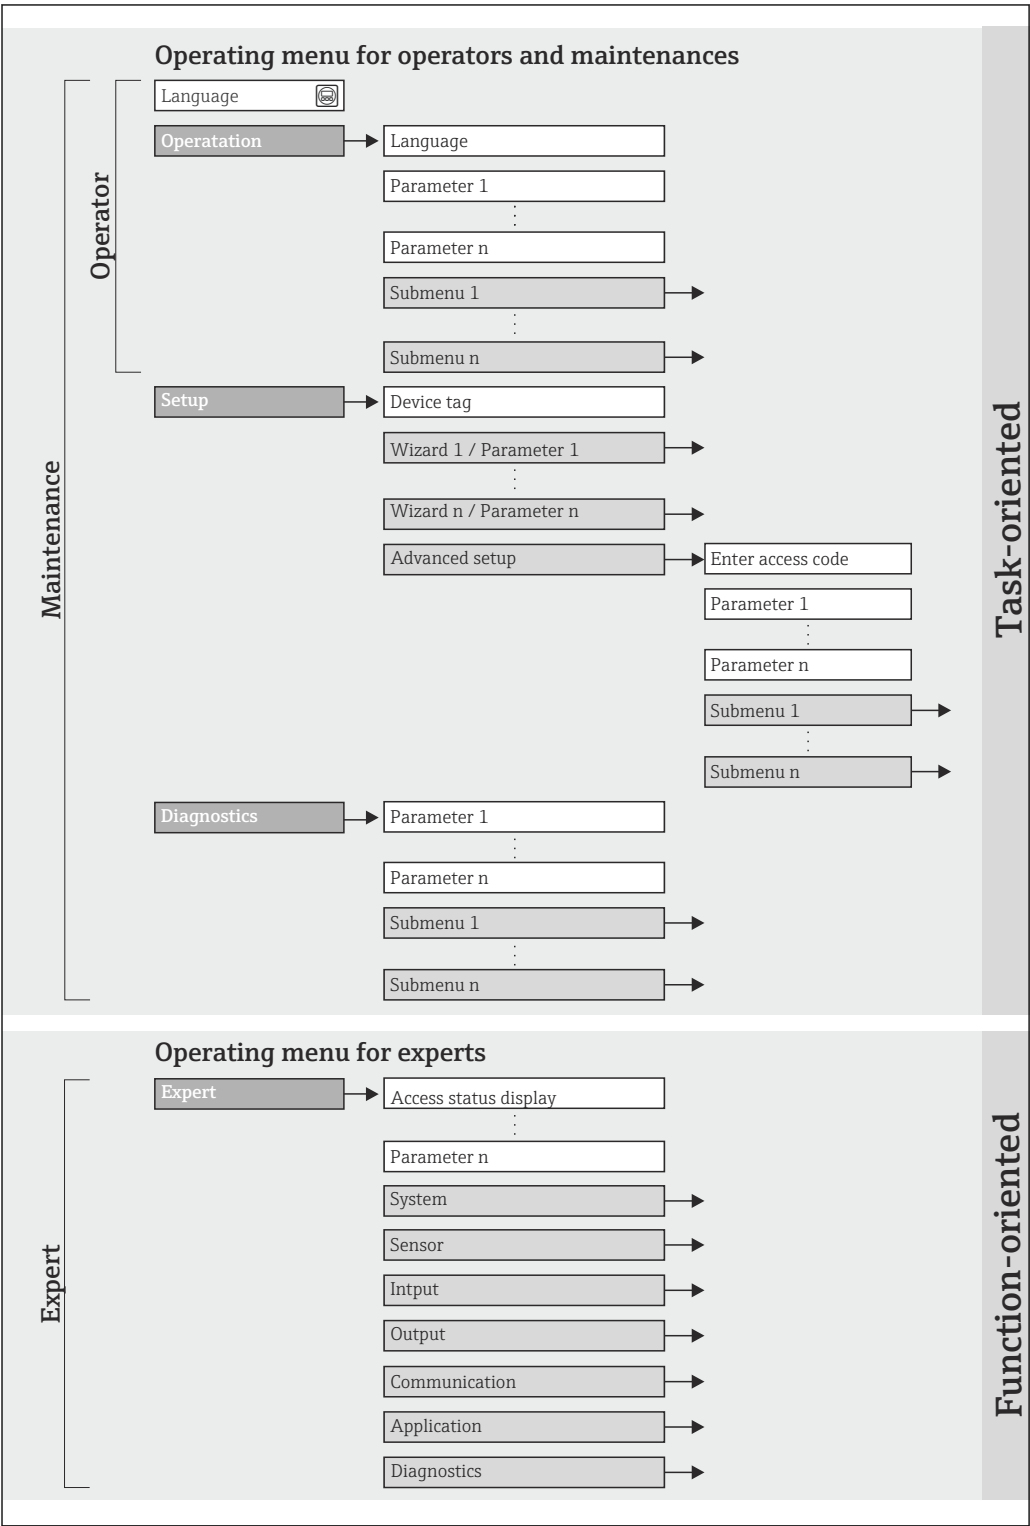 Operating menu for operators and maintenances
Language
Operatation
Language
Parameter 1
Parameter n
Submenu 1
Submenu n
Operator
Setup
Device tag
Wizard 1 / Parameter 1
Wizard n / Parameter n
Advanced setup
Enter access code
Parameter 1
Parameter n
Submenu 1
Submenu n
Maintenance
Task-oriented
Diagnostics
Parameter 1
Parameter n
Submenu 1
Submenu n
Operating menu for experts
Expert
Access status display
Parameter n
System
Sensor
Intput
Output
Communication
Application
Diagnostics
Expert
Function-oriented